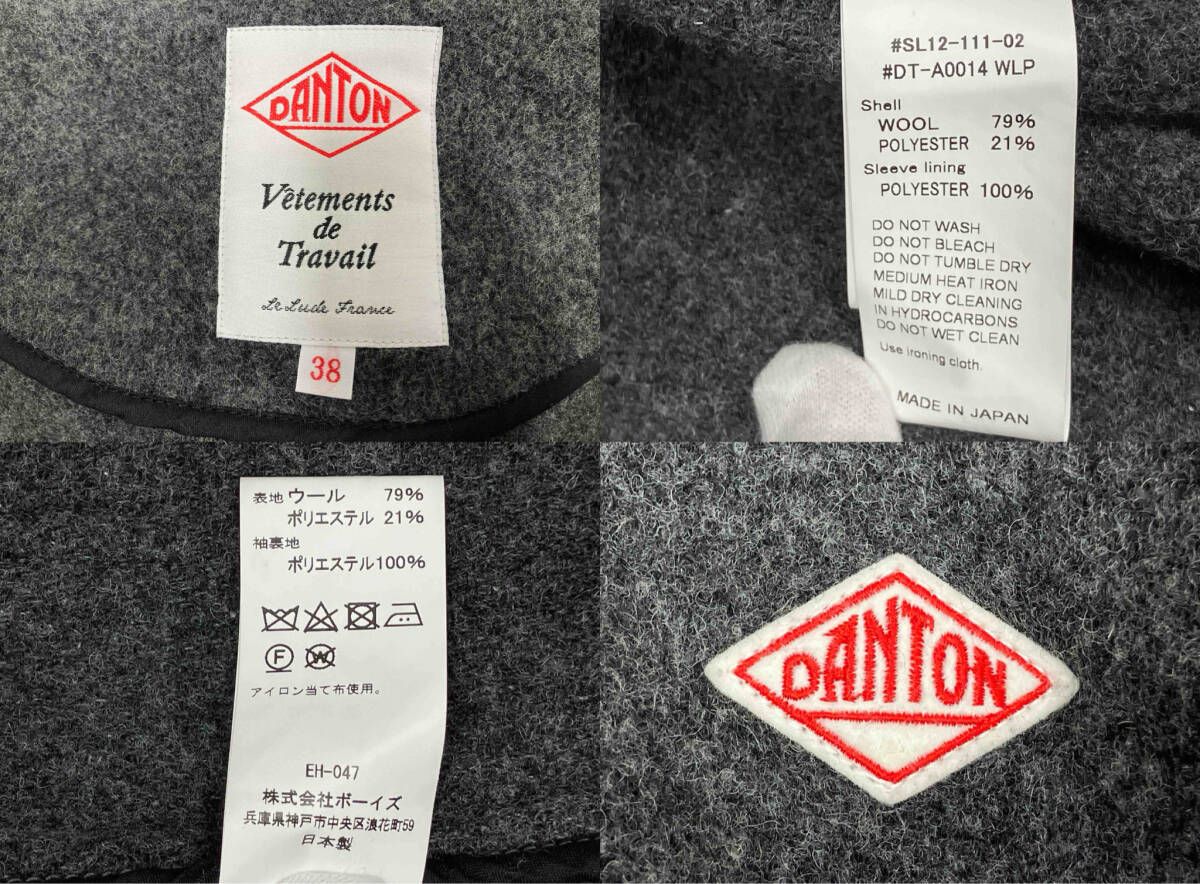 DANTON
Vêtements
de
Travail
Le Lude France
38
#SL12-111-02
#DT-A0014 WLP
Shell
WOOL 79%
POLYESTER 21%
Sleeve lining
POLYESTER 100%
DO NOT WASH
DO NOT BLEACH
DO NOT TUMBLE DRY
MEDIUM HEAT IRON
MILD DRY CLEANING
IN HYDROCARBONS
DO NOT WET CLEAN
Use ironing cloth.
MADE IN JAPAN
表地 ウール 79%
ポリエステル 21%
袖裏地
ポリエステル100%
F W
アイロン当て布使用。
EH-047
株式会社ボーイズ
兵庫県神戸市中央区浪花町59
日本製
DANTON